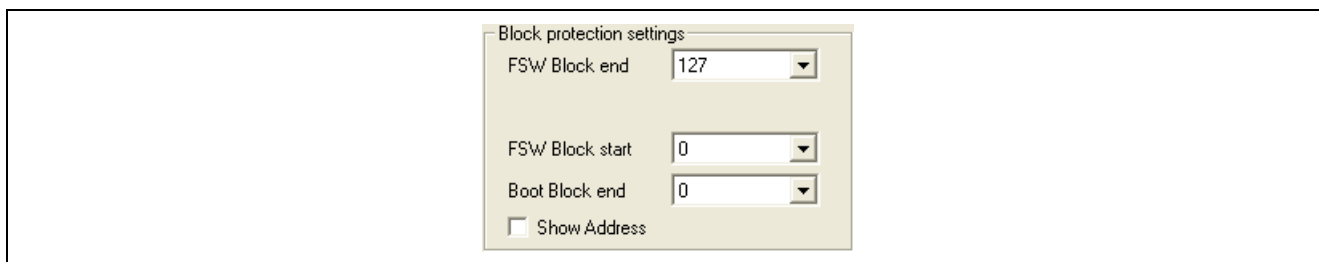 Block protection settings
FSW Block end 127
FSW Block start 0
Boot Block end 0
Show Address